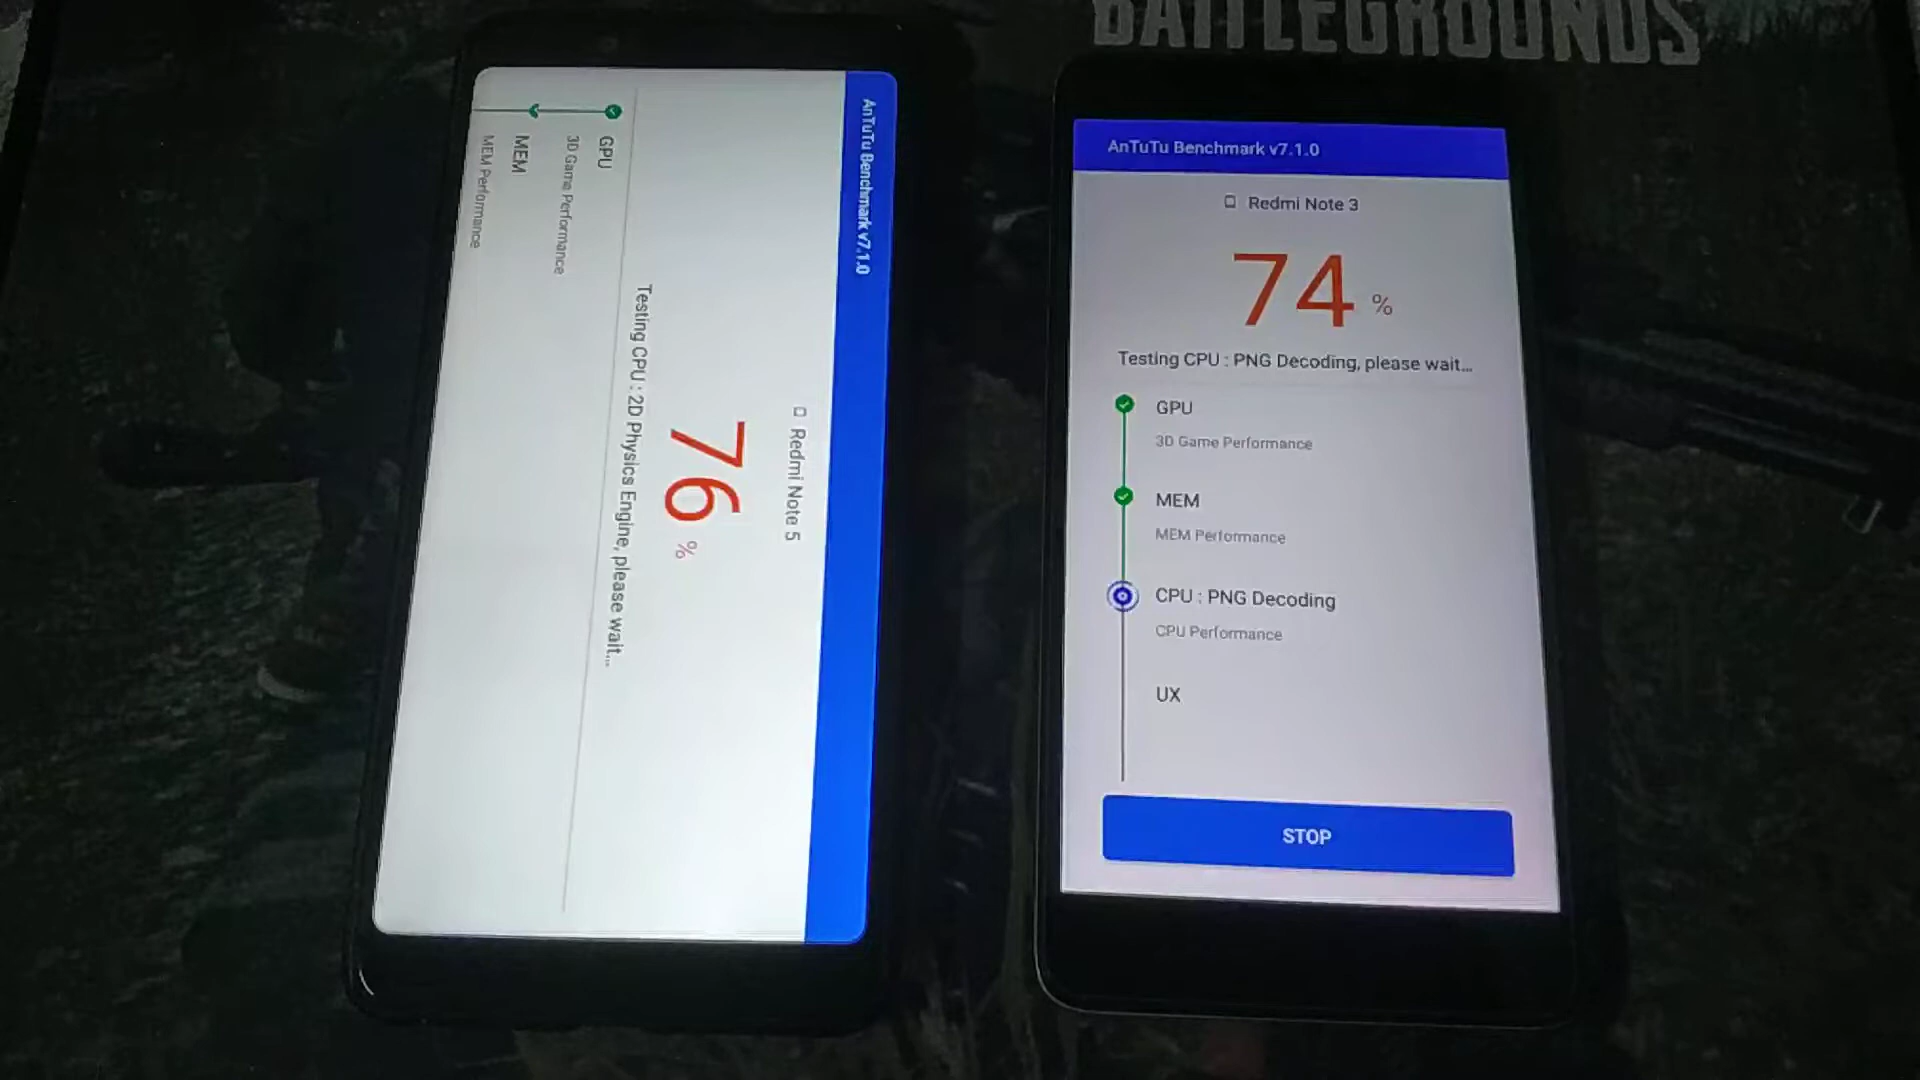 BATTLEGROUNDS
AnTuTu Benchmark v7.1.0
Redmi Note 5
76 %
Testing CPU : 2D Physics Engine, please wait...
GPU
3D Game Performance
MEM
MEM Performance
AnTuTu Benchmark v7.1.0
Redmi Note 3
74 %
Testing CPU : PNG Decoding, please wait...
GPU
3D Game Performance
MEM
MEM Performance
CPU : PNG Decoding
CPU Performance
UX
STOP